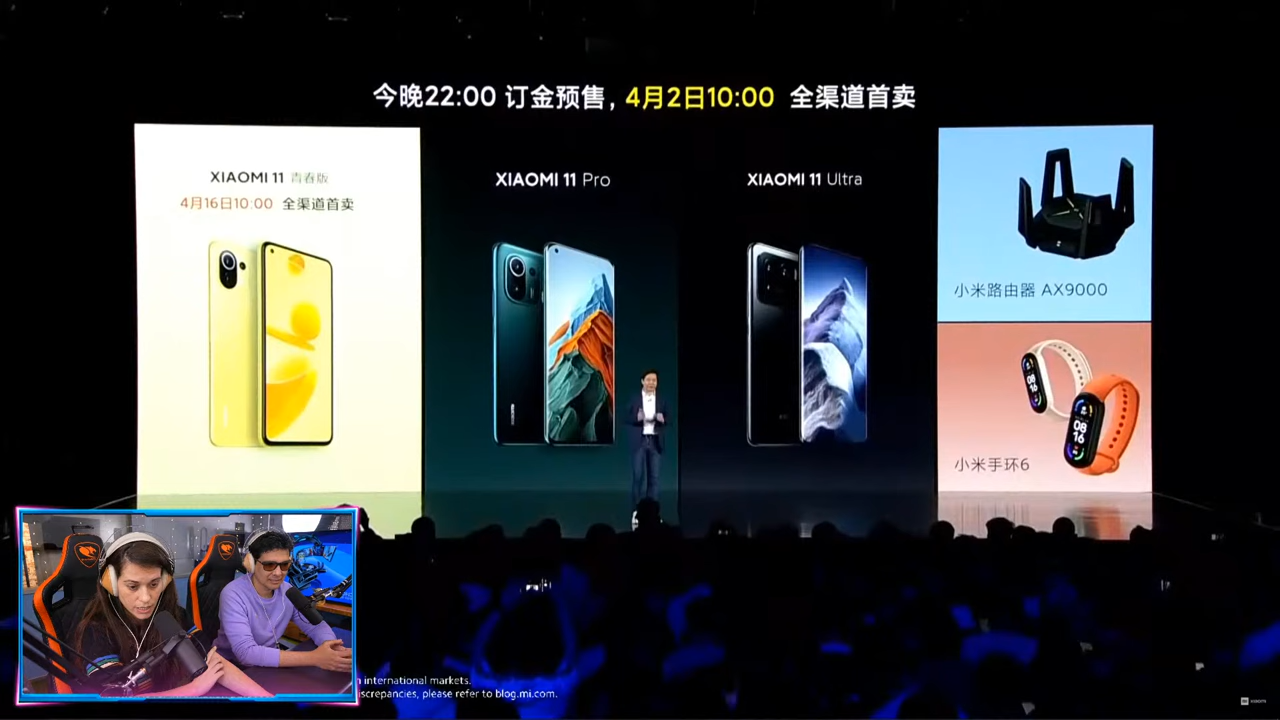 今晚22:00 订金预售，4月2日10:00 全渠道首卖
XIAOMI 11 青春版
4月16日10:00 全渠道首卖
XIAOMI 11 Pro
XIAOMI 11 Ultra
小米路由器 AX9000
小米手环6
08
16
08
16
international markets.
screpancies, please refer to blog.mi.com.